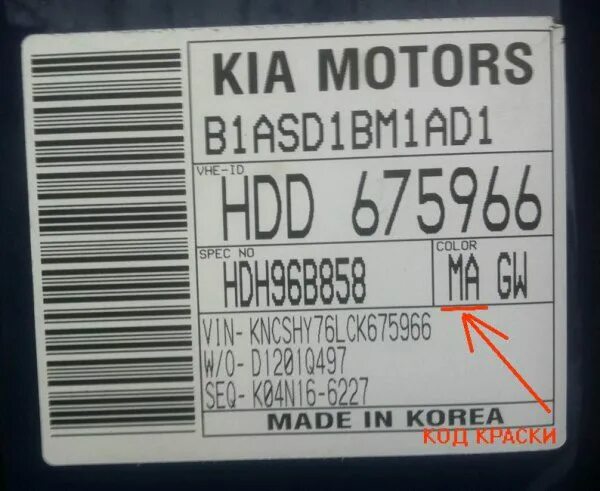 KIA MOTORS
B1ASD1BM1AD1
VHE-ID
HDD 675966
SPEC NO
HDH96B858
COLOR
MA GW
VIN- KNCSHY76LCK675966
W/O- D1201Q497
SEQ- K04N16-6227
MADE IN KOREA
КОД КРАСКИ